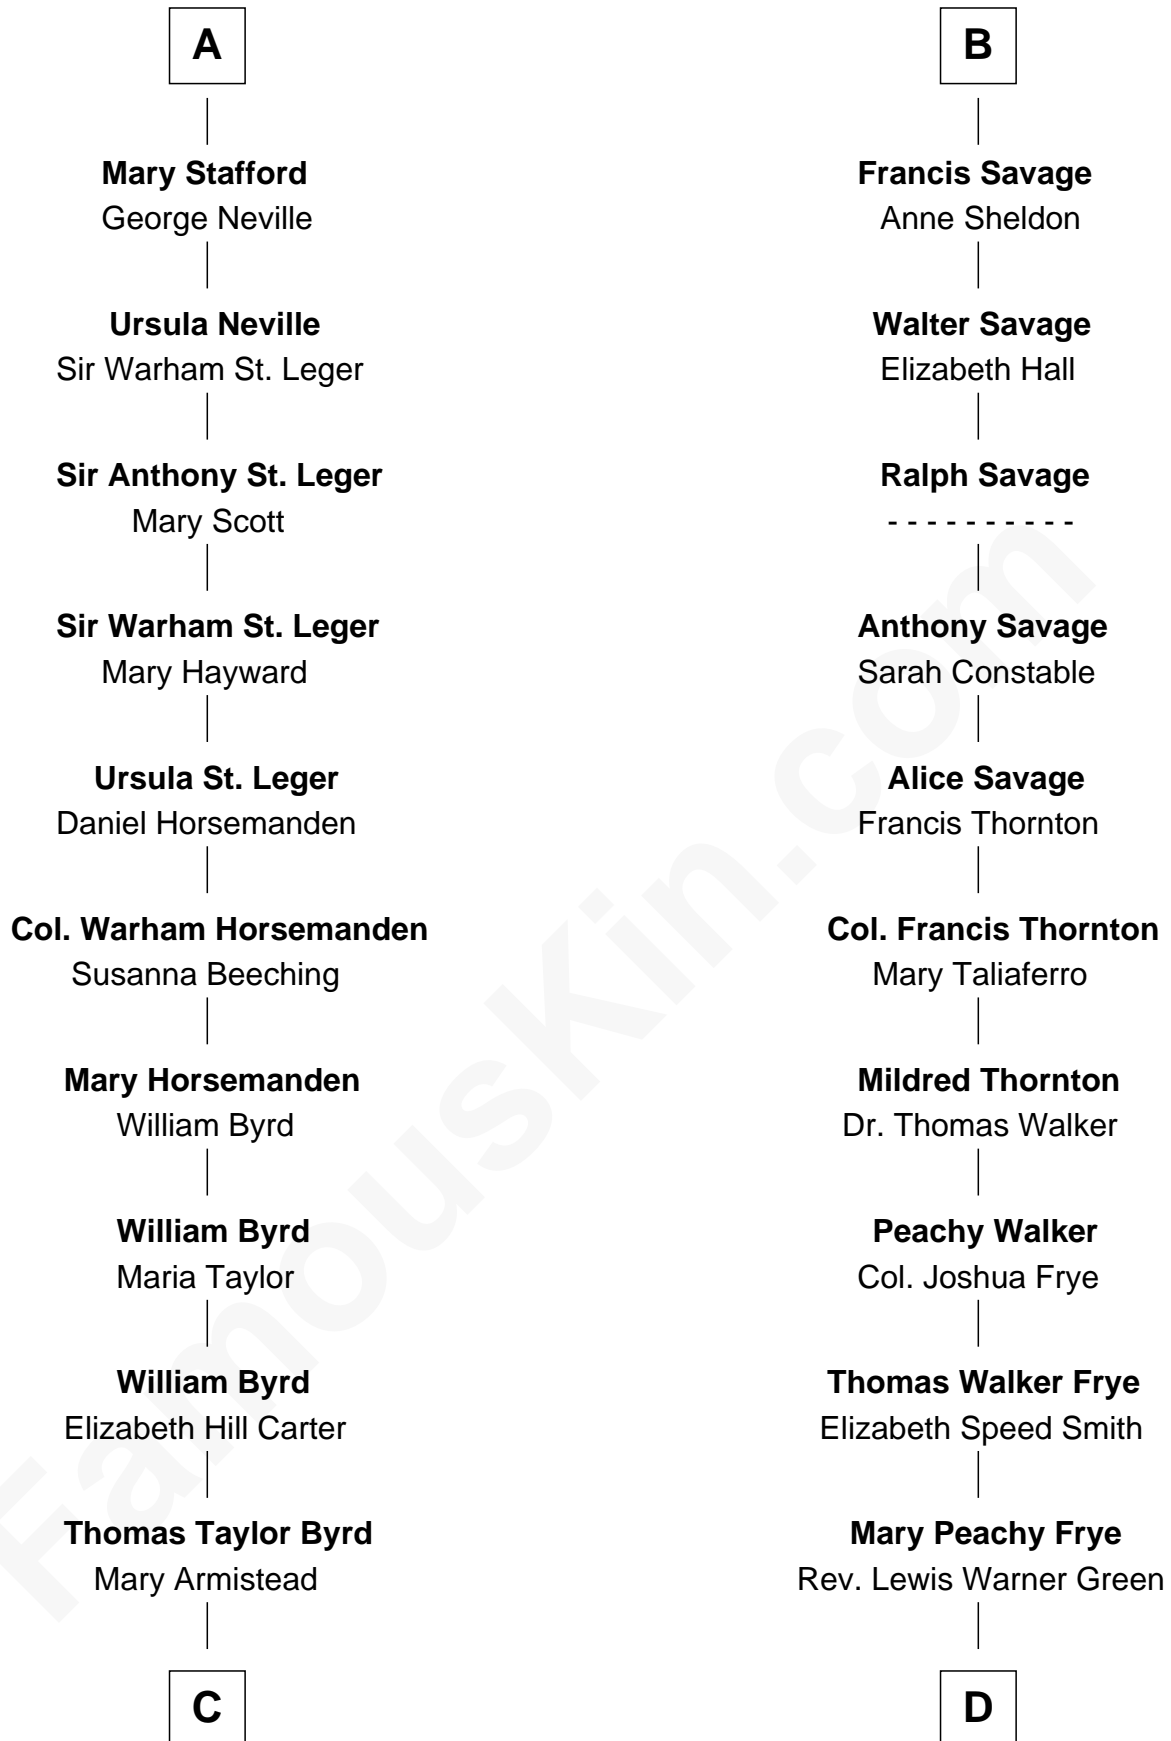 A
Mary Stafford
George Neville
Ursula Neville
Sir Warham St. Leger
Sir Anthony St. Leger
Mary Scott
Sir Warham St. Leger
Mary Hayward
Ursula St. Leger
Daniel Horsemanden
Col. Warham Horsemanden
Susanna Beeching
Mary Horsemanden
William Byrd
William Byrd
Maria Taylor
William Byrd
Elizabeth Hill Carter
Thomas Taylor Byrd
Mary Armistead
C
B
Francis Savage
Anne Sheldon
Walter Savage
Elizabeth Hall
Ralph Savage
- - - - - - - - - -
Anthony Savage
Sarah Constable
Alice Savage
Francis Thornton
Col. Francis Thornton
Mary Taliaferro
Mildred Thornton
Dr. Thomas Walker
Peachy Walker
Col. Joshua Frye
Thomas Walker Frye
Elizabeth Speed Smith
Mary Peachy Frye
Rev. Lewis Warner Green
D
FamousKin.com